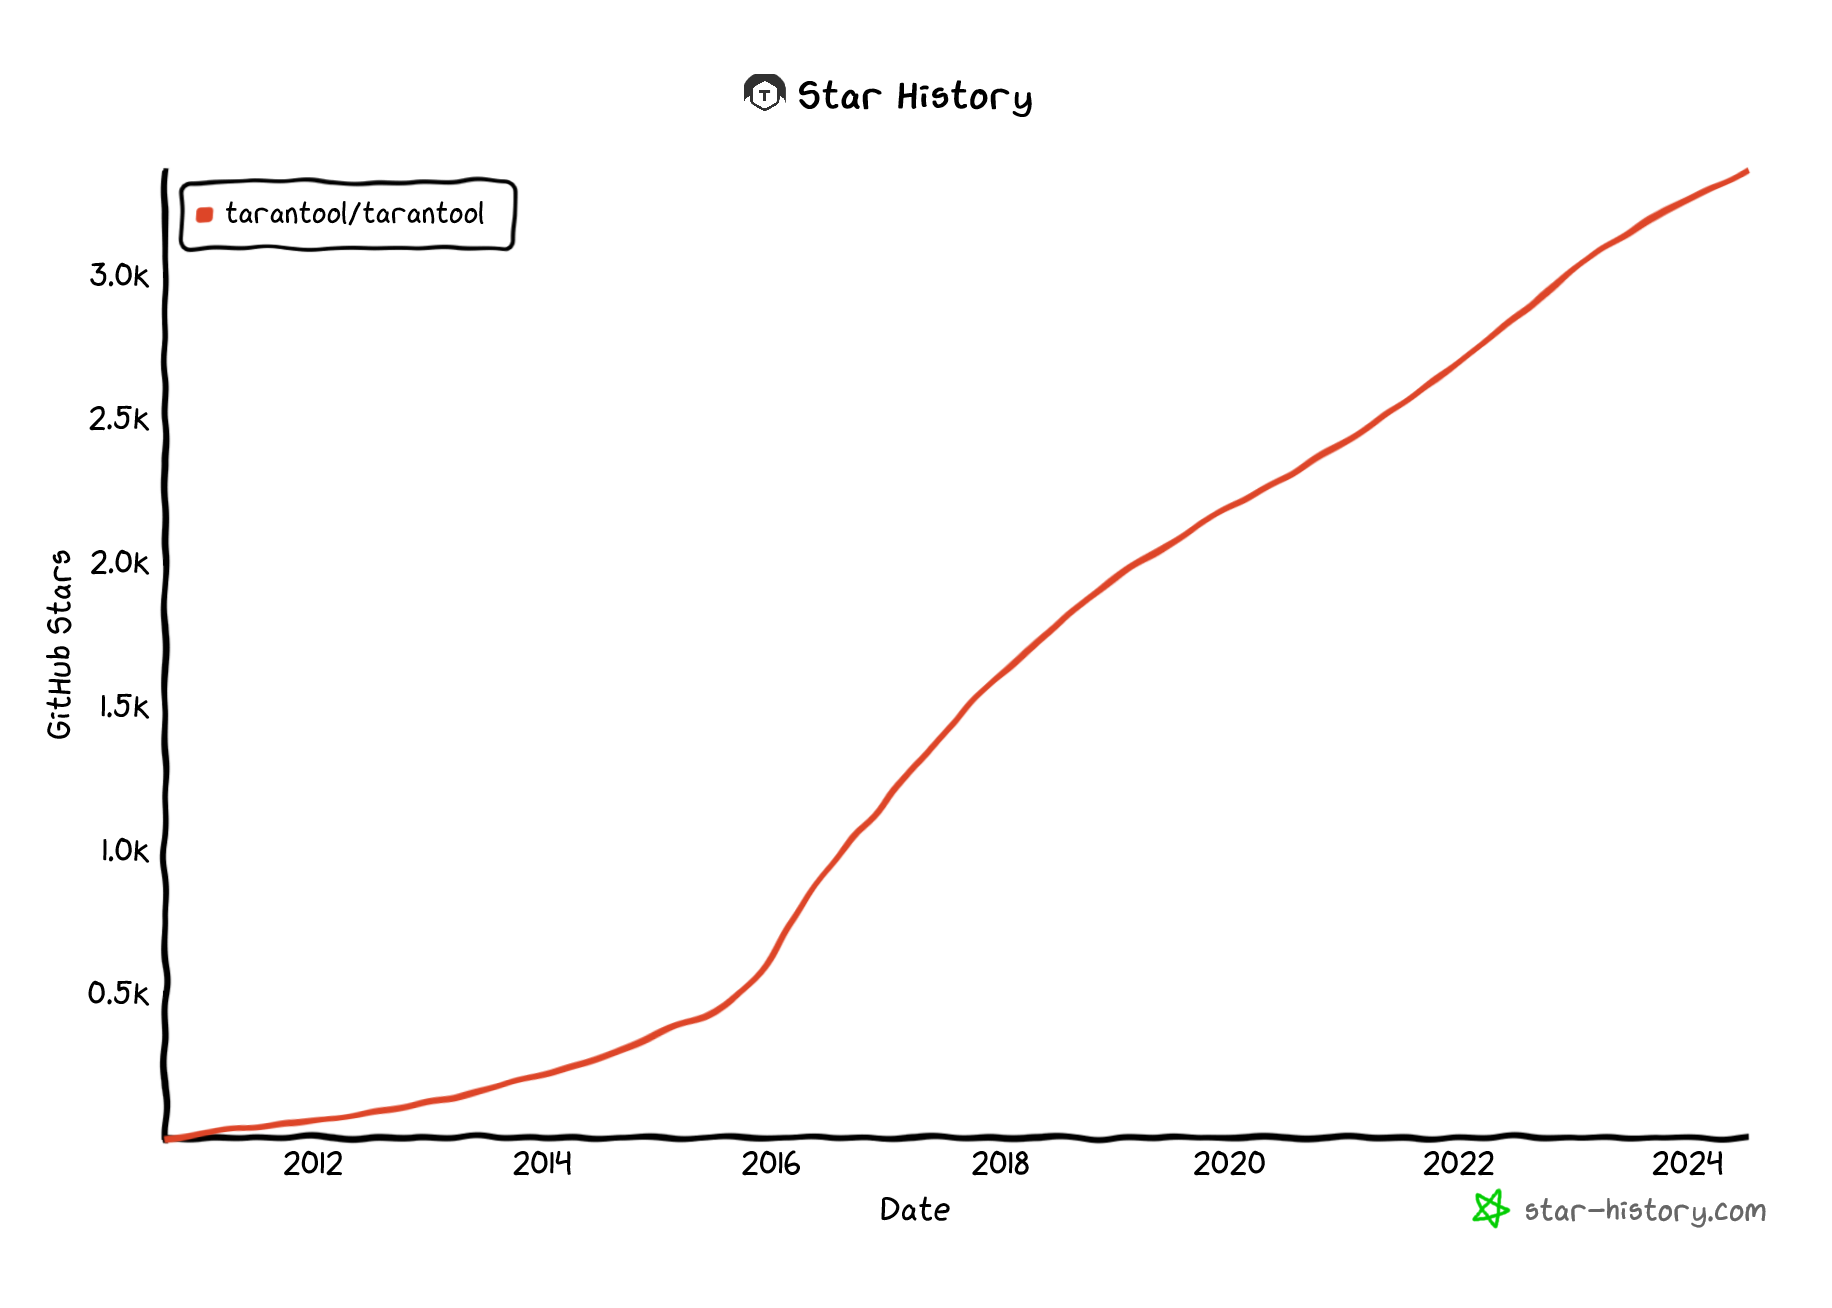 T Star History
tarantool/tarantool
3.0K
2.5K
2.0K
1.5K
1.0K
0.5K
GitHub Stars
2012 2014 2016 2018 2020 2022 2024
Date
star-history.com